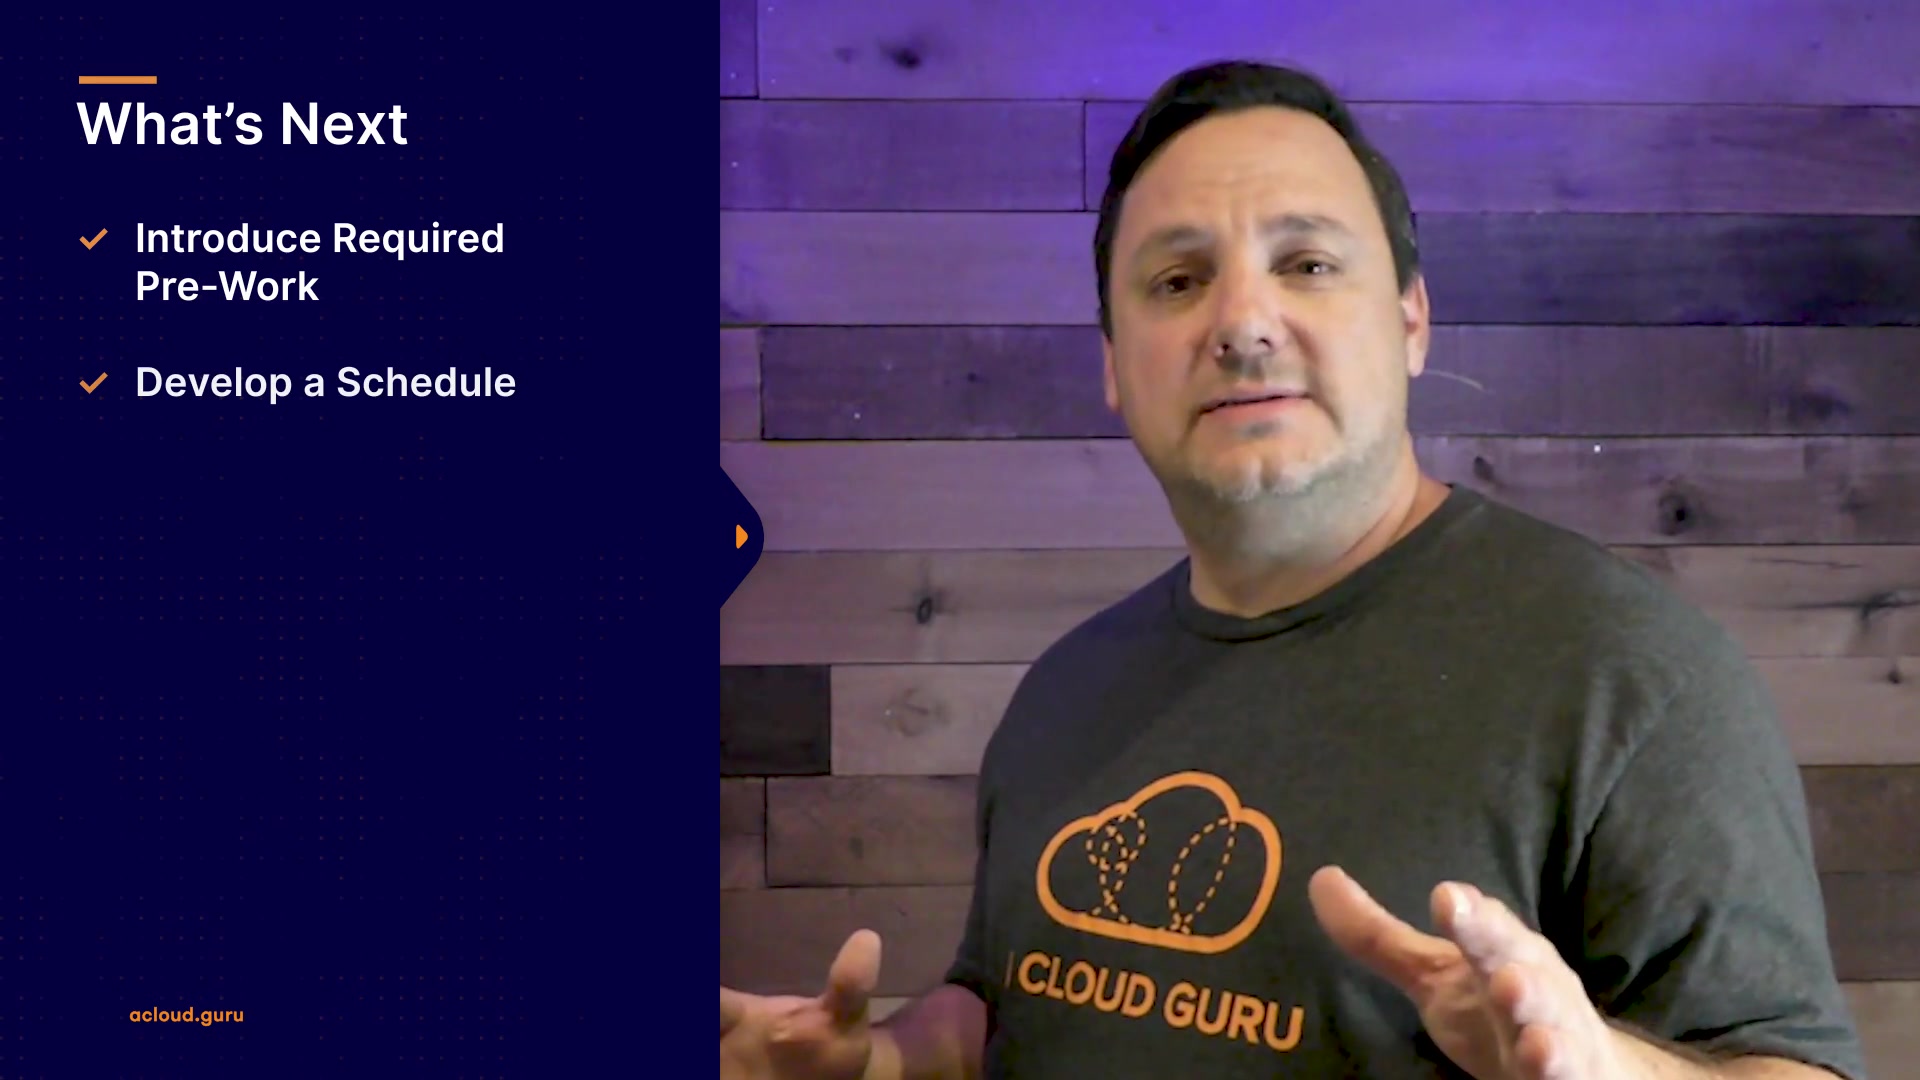 What’s Next
Introduce Required
Pre-Work
Develop a Schedule
acloud.guru
CLOUD GURU